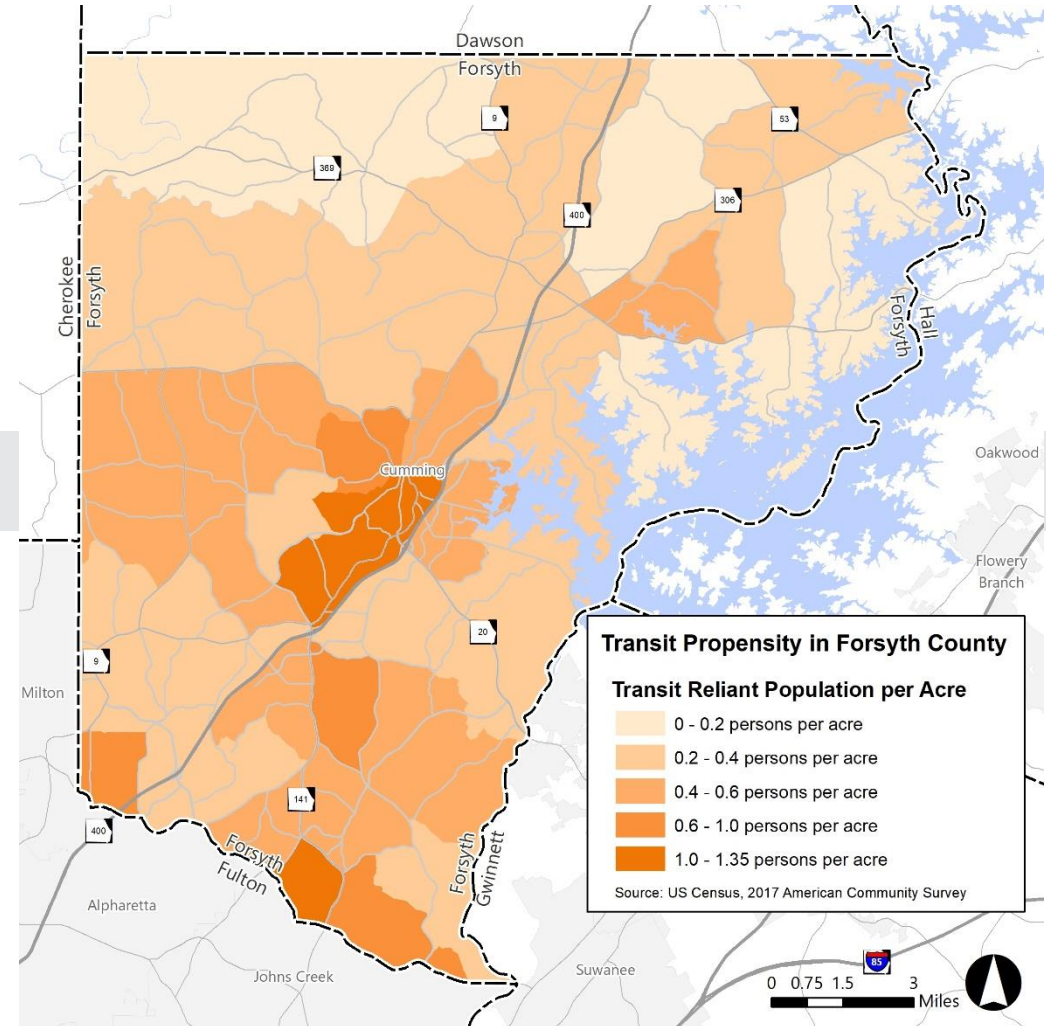 Dawson
Forsyth
9
53
369
306
400
Cherokee
Forsyth
Hall
Forsyth
Cumming
Oakwood
Flowery
Branch
20
9
Milton
141
400
Forsyth
Fulton
Forsyth
Gwinnett
Alpharetta
Johns Creek
Suwanee
Transit Propensity in Forsyth County
Transit Reliant Population per Acre
0 - 0.2 persons per acre
0.2 - 0.4 persons per acre
0.4 - 0.6 persons per acre
0.6 - 1.0 persons per acre
1.0 - 1.35 persons per acre
Source: US Census, 2017 American Community Survey
85
0 0.75 1.5 3
Miles